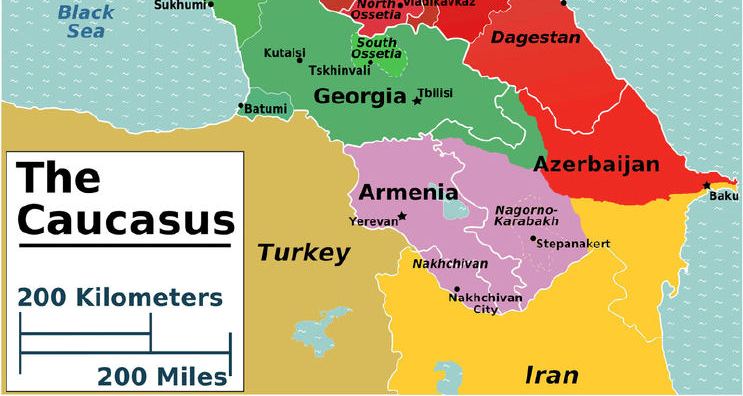 Sukhumi
North
Ossetia
Vladikavkaz
Black
Sea
Dagestan
Kutaisi
South
Ossetia
Tskhinvali
Georgia
Tbilisi
Batumi
Azerbaijan
The
Caucasus
Armenia
Baku
Yerevan
Nagorno-
Karabakh
Stepanakert
Turkey
Nakhchivan
200 Kilometers
Nakhchivan
City
200 Miles
Iran